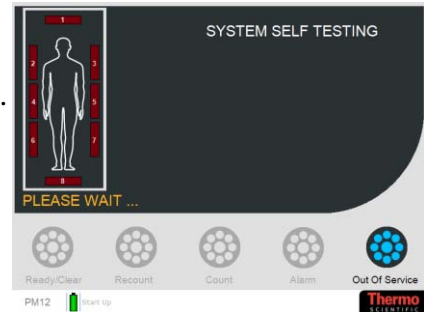 SYSTEM SELF TESTING
1
2 3
4 5
6 7
8
PLEASE WAIT ...
Ready/Clear Recount Count Alarm Out Of Service
PM12 Start Up Thermo
SCIENTIFIC